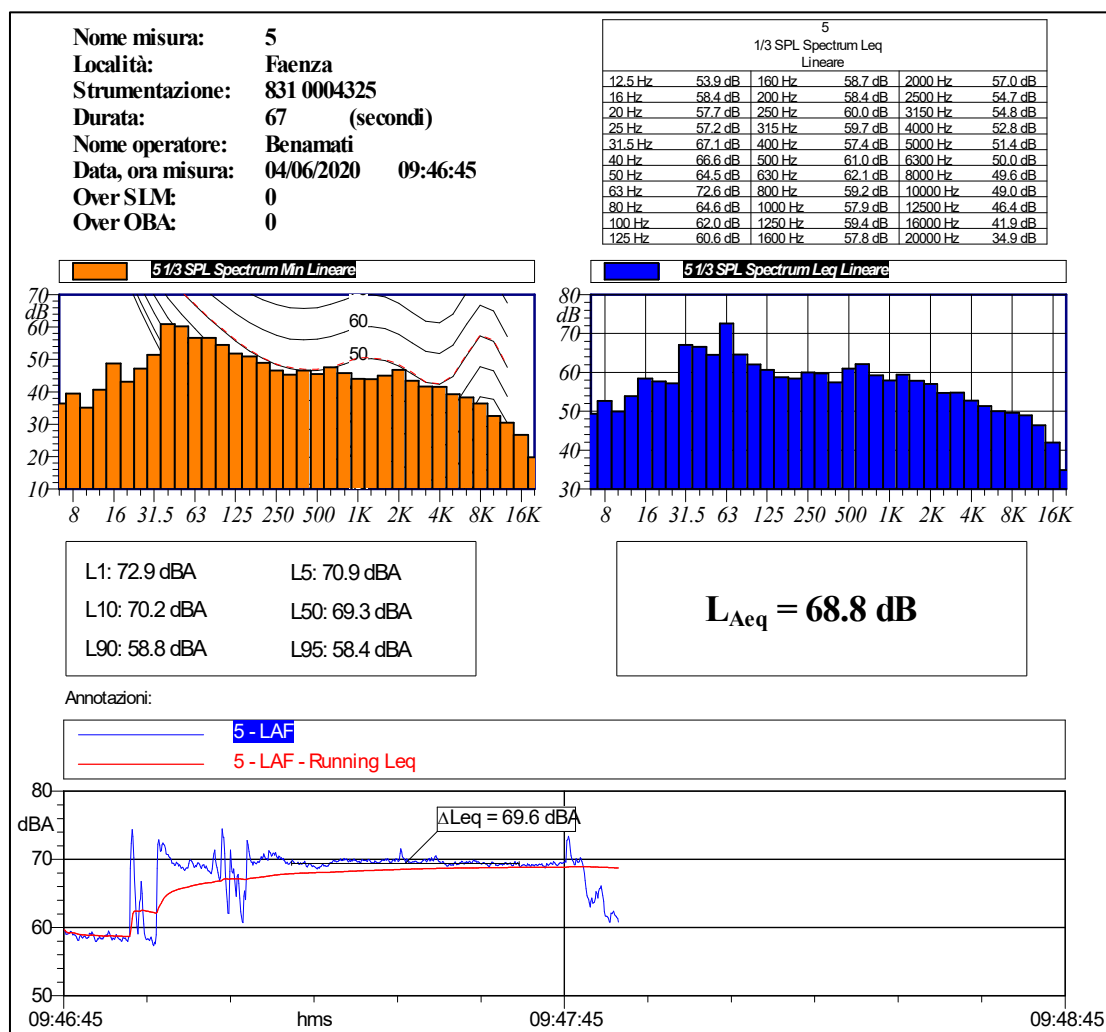 Nome misura: 5
Località: Faenza
Strumentazione: 831 0004325
Durata: 67 (secondi)
Nome operatore: Benamati
Data, ora misura: 04/06/2020 09:46:45
Over SLM: 0
Over OBA: 0
5
1/3 SPL Spectrum Leq
Lineare
12.5 Hz 53.9 dB 160 Hz 58.7 dB 2000 Hz 57.0 dB
16 Hz 58.4 dB 200 Hz 58.4 dB 2500 Hz 54.7 dB
20 Hz 57.7 dB 250 Hz 60.0 dB 3150 Hz 54.8 dB
25 Hz 57.2 dB 315 Hz 59.7 dB 4000 Hz 52.8 dB
31.5 Hz 67.1 dB 400 Hz 57.4 dB 5000 Hz 51.4 dB
40 Hz 66.6 dB 500 Hz 61.0 dB 6300 Hz 50.0 dB
50 Hz 64.5 dB 630 Hz 62.1 dB 8000 Hz 49.6 dB
63 Hz 72.6 dB 800 Hz 59.2 dB 10000 Hz 49.0 dB
80 Hz 64.6 dB 1000 Hz 57.9 dB 12500 Hz 46.4 dB
100 Hz 62.0 dB 1250 Hz 59.4 dB 16000 Hz 41.9 dB
125 Hz 60.6 dB 1600 Hz 57.8 dB 20000 Hz 34.9 dB
5 1/3 SPL Spectrum Min Lineare
70
dB
60
50
40
30
20
10
60
50
8 16 31.5 63 125 250 500 1K 2K 4K 8K 16K
5 1/3 SPL Spectrum Leq Lineare
80
dB
70
60
50
40
30
8 16 31.5 63 125 250 500 1K 2K 4K 8K 16K
L1: 72.9 dBA L5: 70.9 dBA
L10: 70.2 dBA L50: 69.3 dBA
L90: 58.8 dBA L95: 58.4 dBA
LAeq = 68.8 dB
Annotazioni:
5 - LAF
5 - LAF - Running Leq
80
dBA
70
60
50
ΔLeq = 69.6 dBA
09:46:45 hms 09:47:45 09:48:45